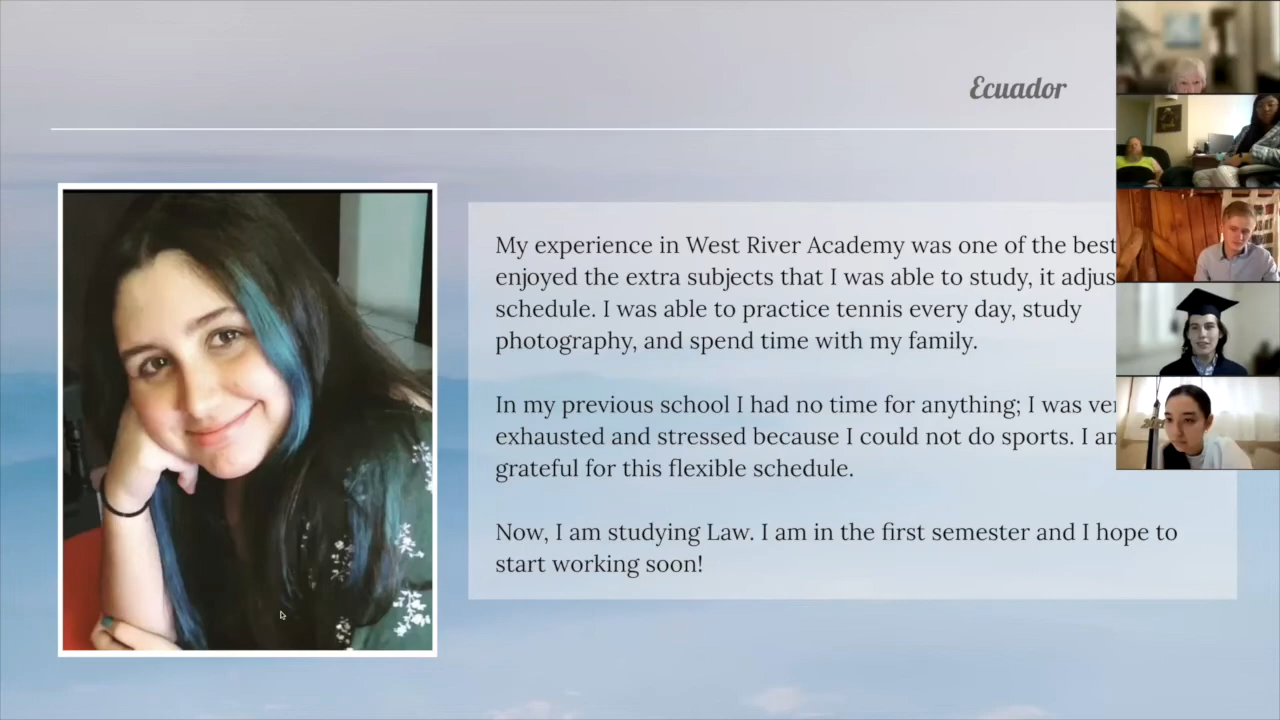 Ecuador
My experience in West River Academy was one of the best
enjoyed the extra subjects that I was able to study, it
schedule. I was able to practice tennis every day, study
photography, and spend time with my family.
In my previous school I had no time for anything; I was
exhausted and stressed because I could not do sports. I
grateful for this flexible schedule.
Now, I am studying Law. I am in the first semester and I hope to
start working soon!